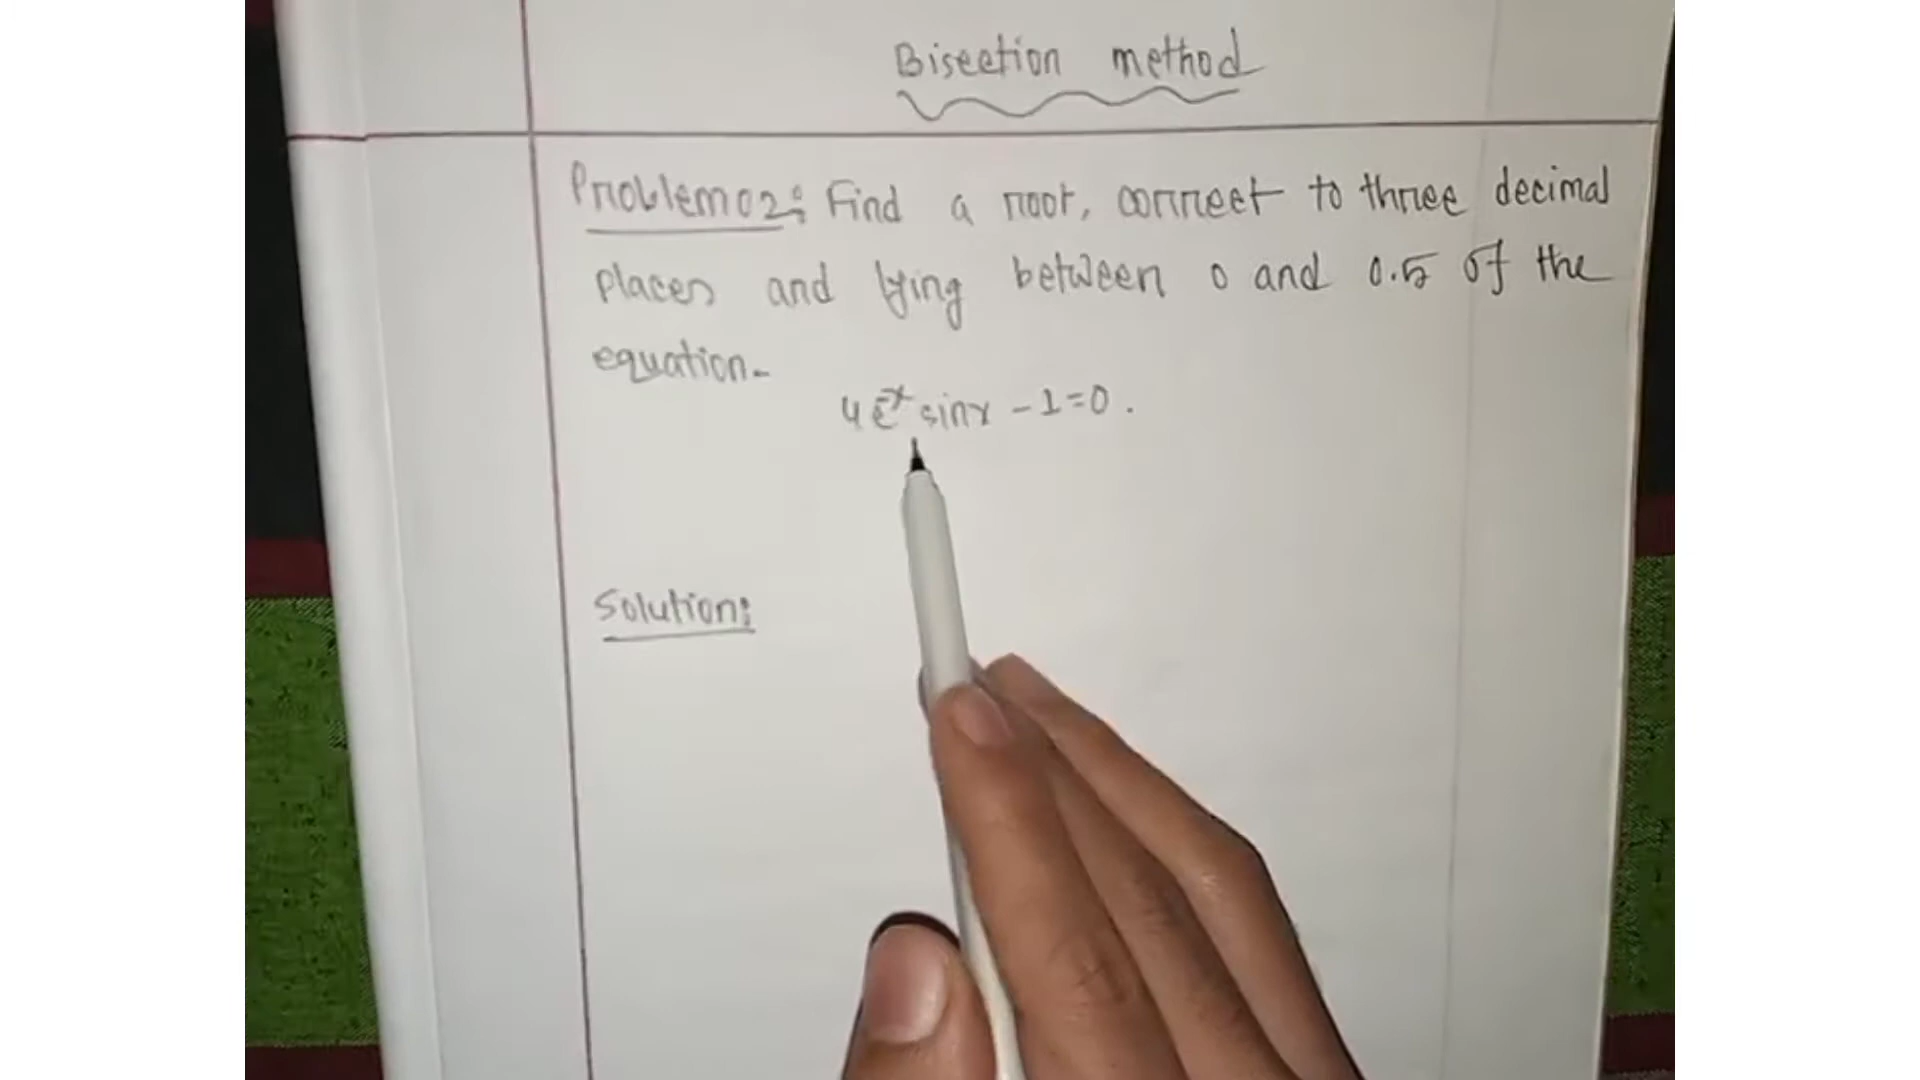 Bisection method
Problem 02: Find a root, correct to three decimal
places and lying between 0 and 0.5 of the
equation.
4e⁻ˣ sinx - 1 = 0.
Solution: